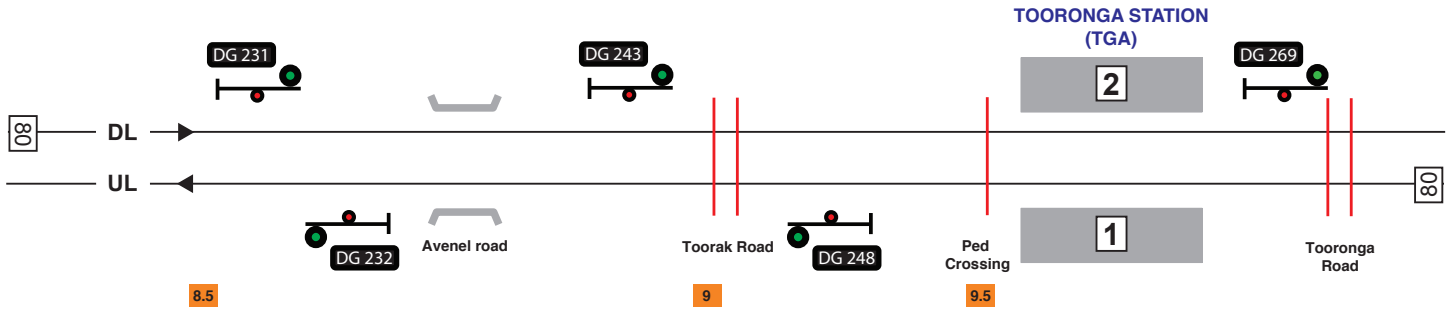 TOORONGA STATION
(TGA)
DG 231
DG 243
DG 269
2
80
DL
UL
80
DG 232
Avenel road
Toorak Road
DG 248
Ped
Crossing
1
Tooronga
Road
8.5
9
9.5